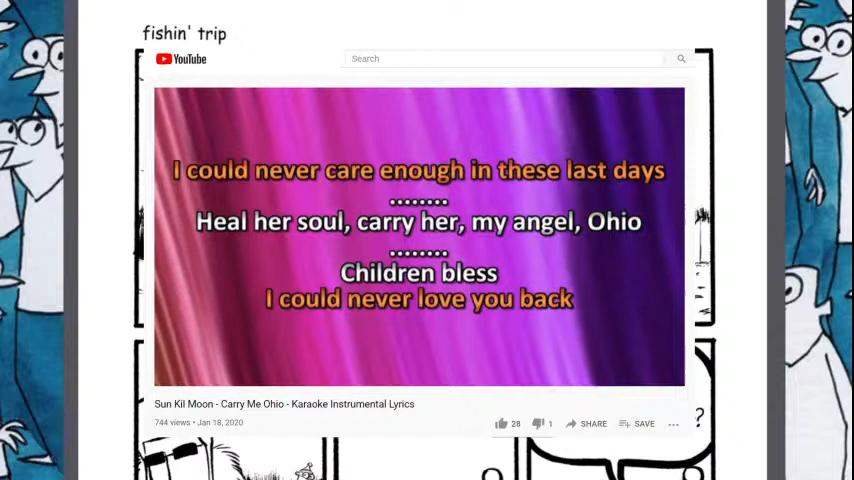 fishin' trip
YouTube
Search
I could never care enough in these last days
........
Heal her soul, carry her, my angel, Ohio
........
Children bless
I could never love you back
Sun Kil Moon - Carry Me Ohio - Karaoke Instrumental Lyrics
744 views • Jan 18, 2020
28 1 SHARE SAVE ...
?